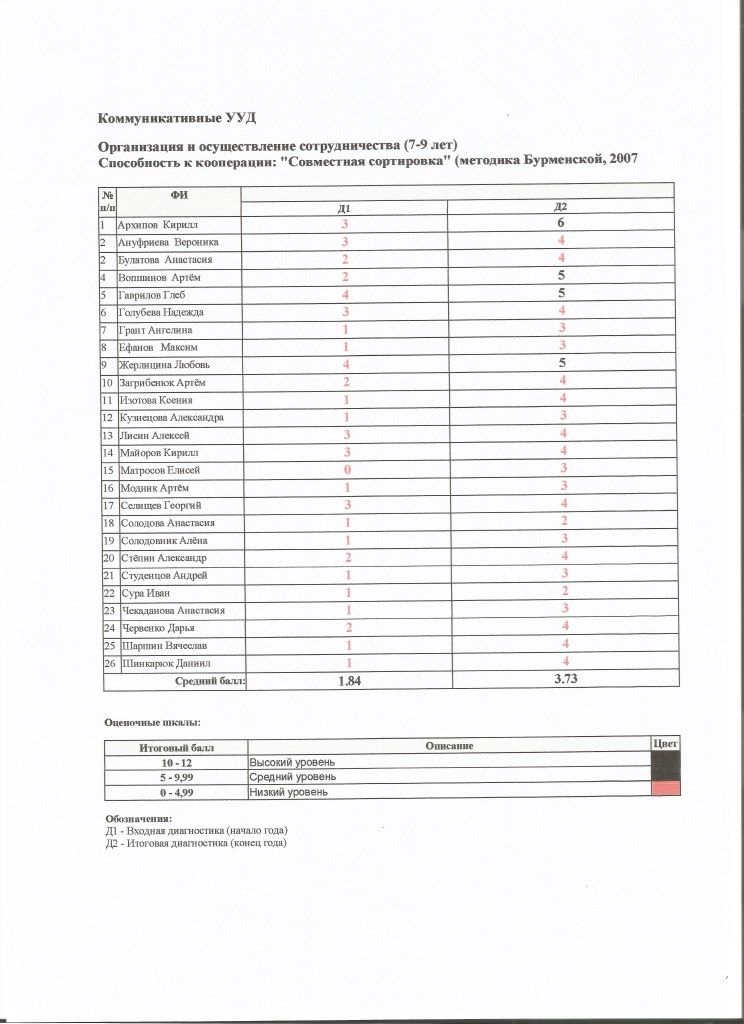 Коммуникативные УУД
Организация и осуществление сотрудничества (7-9 лет)
Способность к кооперации: "Совместная сортировка" (методика Бурменской, 2007
№ п/п ФИ
Д1 Д2
1 Архипов Кирилл 3 6
2 Ануфриева Вероника 3 4
2 Булатова Анастасия 2 4
4 Вопшинов Артём 2 5
5 Гаврилов Глеб 4 5
6 Голубева Надежда 3 4
7 Грант Ангелина 1 3
8 Ефанов Максим 1 3
9 Жерлицина Любовь 4 5
10 Загрибенюк Артём 2 4
11 Изотова Ксения 1 4
12 Кузнецова Александра 1 3
13 Лисин Алексей 3 4
14 Майоров Кирилл 3 4
15 Матросов Елисей 0 3
16 Модник Артём 1 3
17 Селищев Георгий 3 4
18 Солодова Анастасия 1 2
19 Солодовник Алёна 1 3
20 Стёпин Александр 2 4
21 Студенцов Андрей 1 3
22 Сура Иван 1 2
23 Чекаданова Анастасия 1 3
24 Червенко Дарья 2 4
25 Шаршин Вячеслав 1 4
26 Шинкарюк Даниил 1 4
Средний балл: 1.84 3.73
Оценочные шкалы:
Итоговый балл Описание Цвет
10 - 12 Высокий уровень
5 - 9,99 Средний уровень
0 - 4,99 Низкий уровень
Обозначения:
Д1 - Входная диагностика (начало года)
Д2 - Итоговая диагностика (конец года)